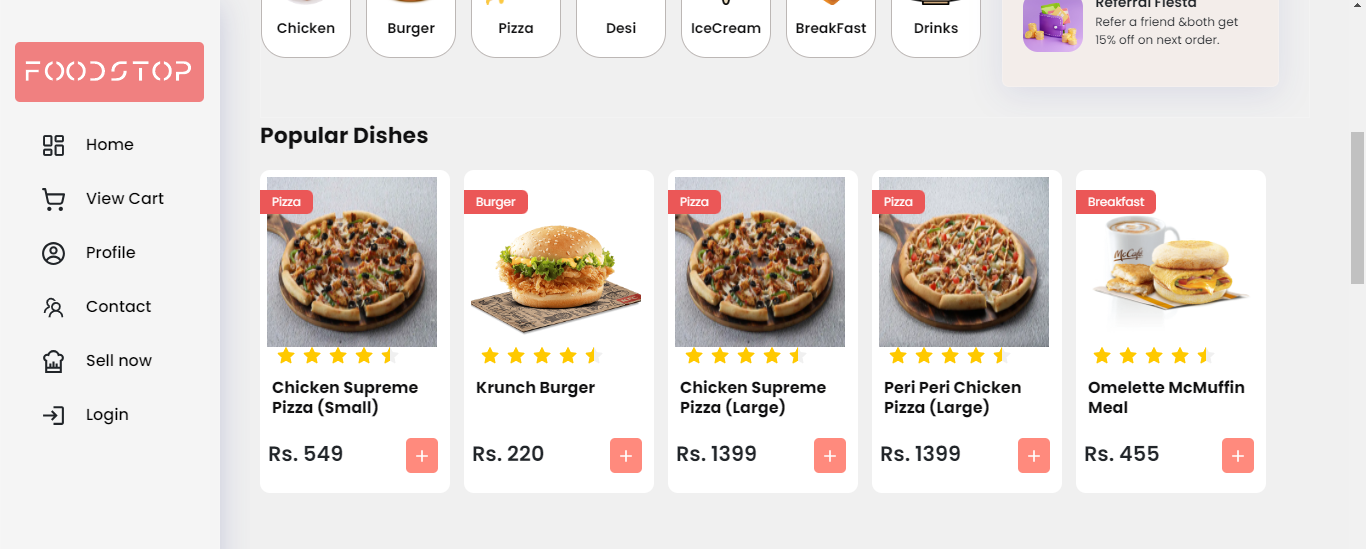 Chicken
Burger
Pizza
Desi
IceCream
BreakFast
Drinks
Referral Fiesta
Refer a friend &both get
15% off on next order.
FOODSTOP
Home
View Cart
Profile
Contact
Sell now
Login
Popular Dishes
Pizza
Burger
Pizza
Pizza
Breakfast
McCafé
Chicken Supreme
Pizza (Small)
Krunch Burger
Chicken Supreme
Pizza (Large)
Peri Peri Chicken
Pizza (Large)
Omelette McMuffin
Meal
Rs. 549
+
Rs. 220
+
Rs. 1399
+
Rs. 1399
+
Rs. 455
+